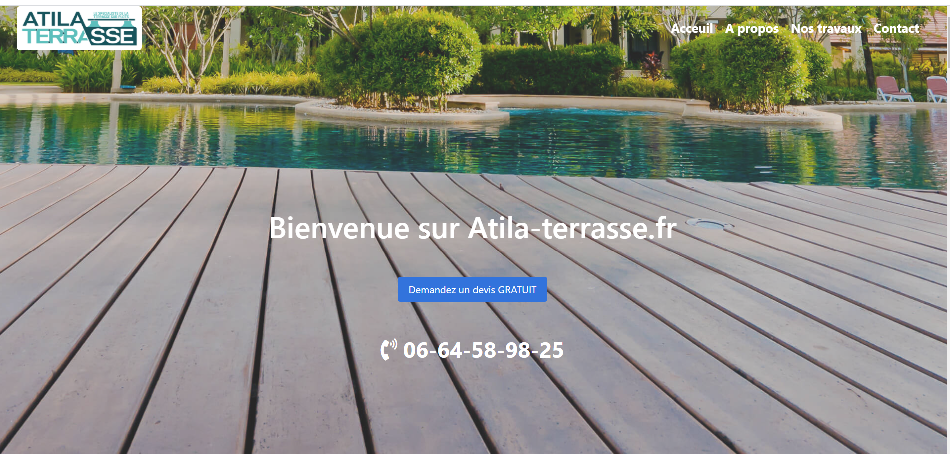 ATILA
TERRASSE
Acceuil A propos Nos travaux Contact
Bienvenue sur Atila-terrasse.fr
Demandez un devis GRATUIT
06-64-58-98-25